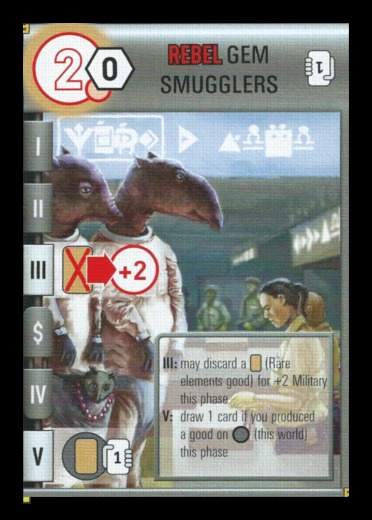 2
0
REBEL GEM
SMUGGLERS
1
I
II
III
+2
$
IV
V
1
III: may discard a (Rare
elements good) for +2 Military
this phase
V: draw 1 card if you produced
a good on (this world)
this phase